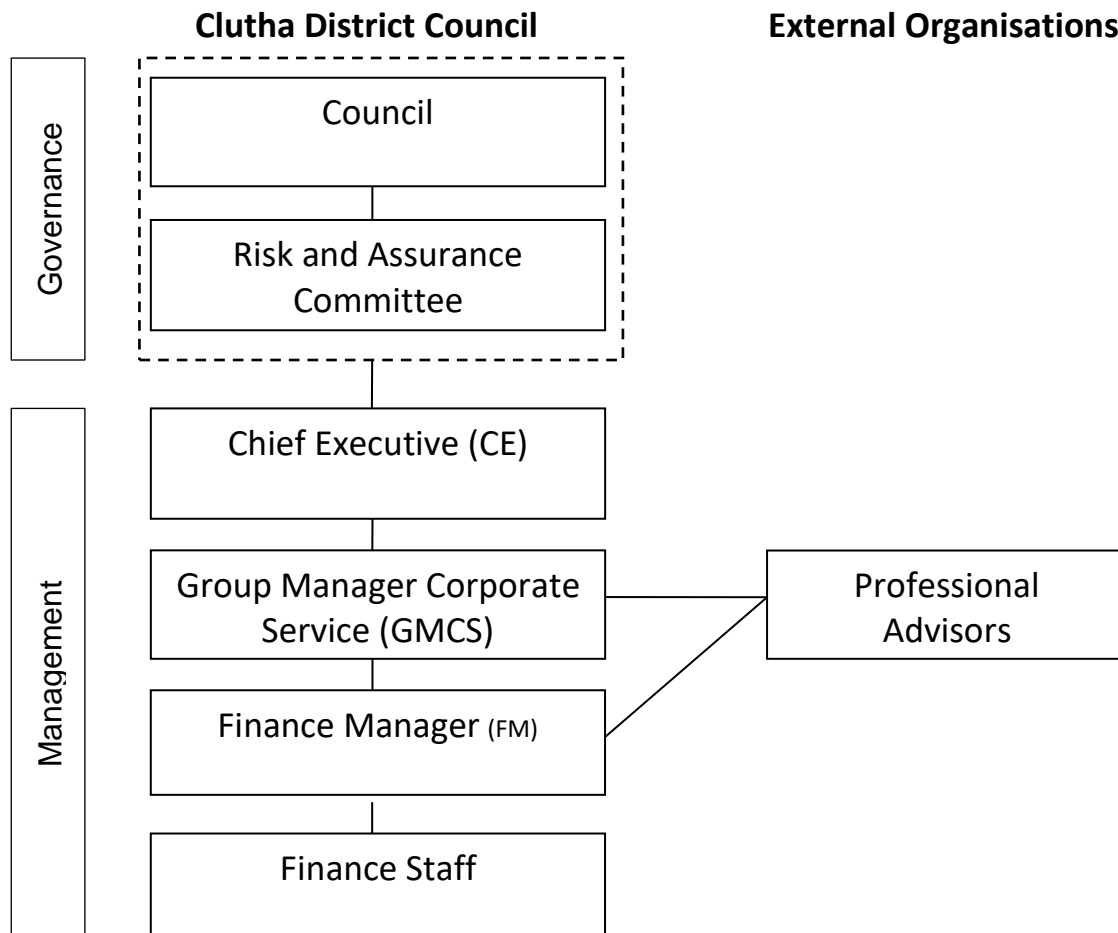 Clutha District Council
External Organisations
Governance
Council
Risk and Assurance
Committee
Management
Chief Executive (CE)
Group Manager Corporate
Service (GMCS)
Professional
Advisors
Finance Manager (FM)
Finance Staff